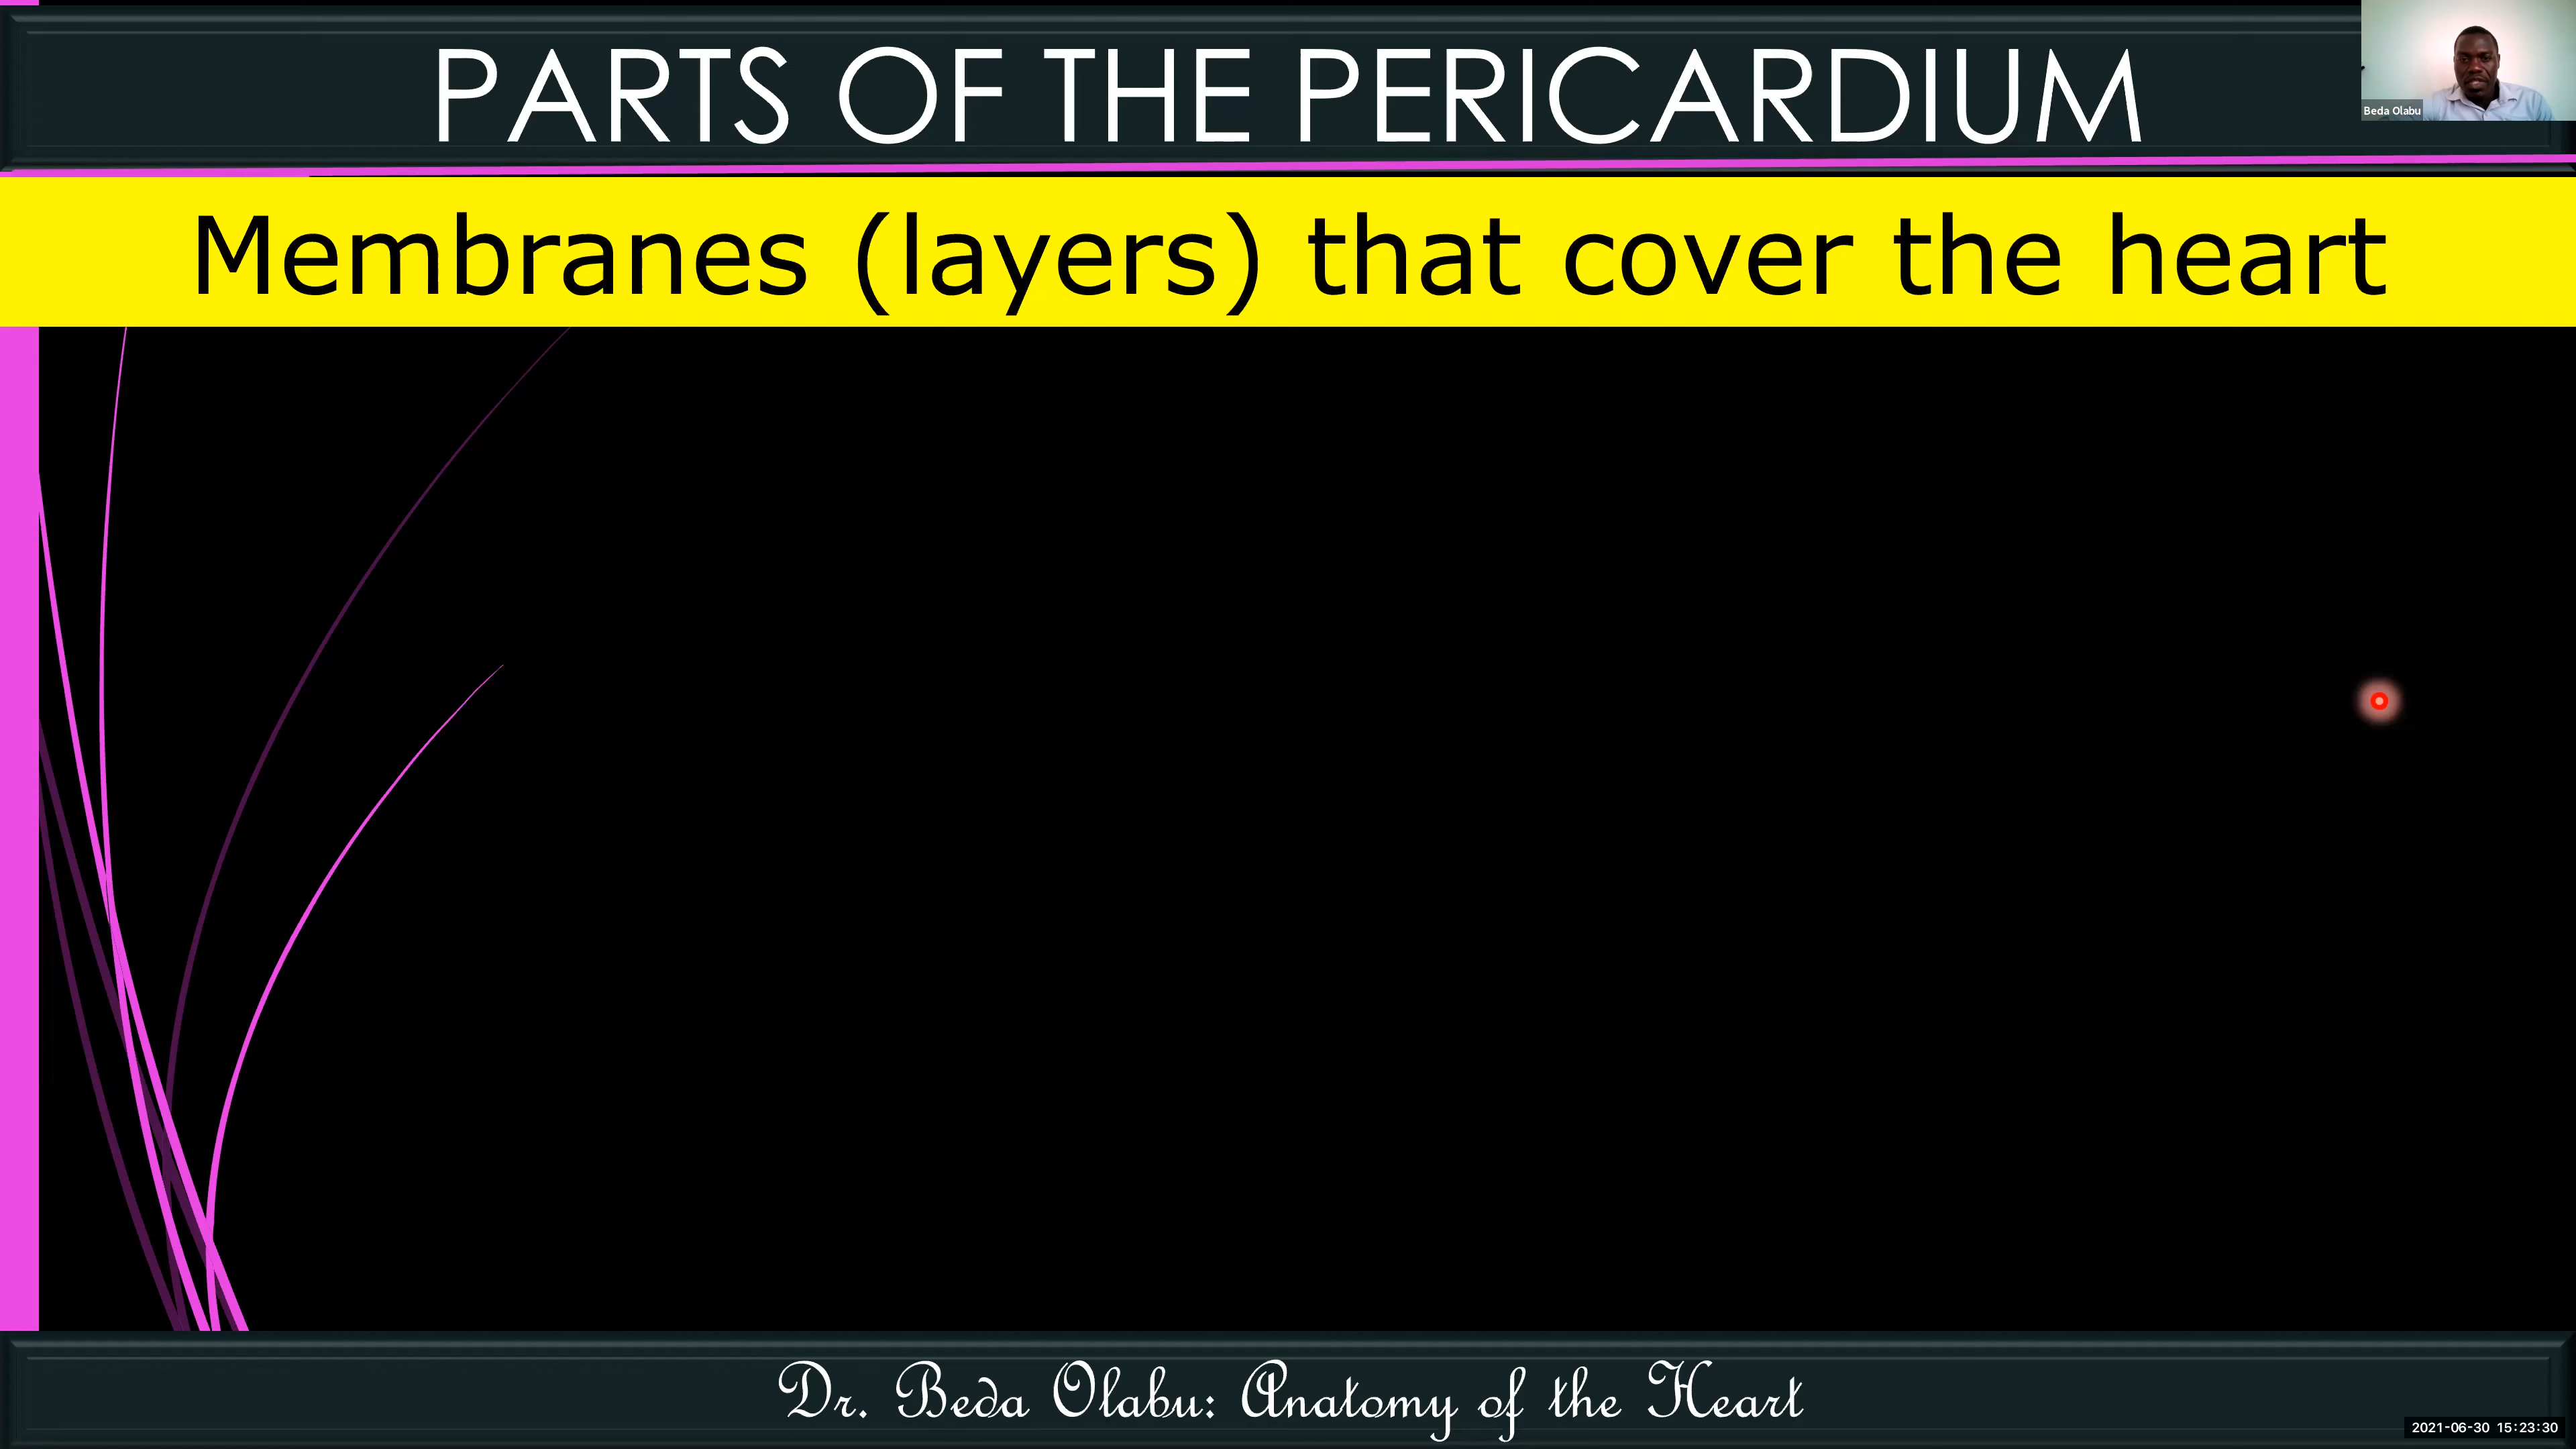 PARTS OF THE PERICARDIUM
Beda Olabu
Membranes (layers) that cover the heart
Dr. Beda Olabu: Anatomy of the Heart
2021-06-30 15:23:30